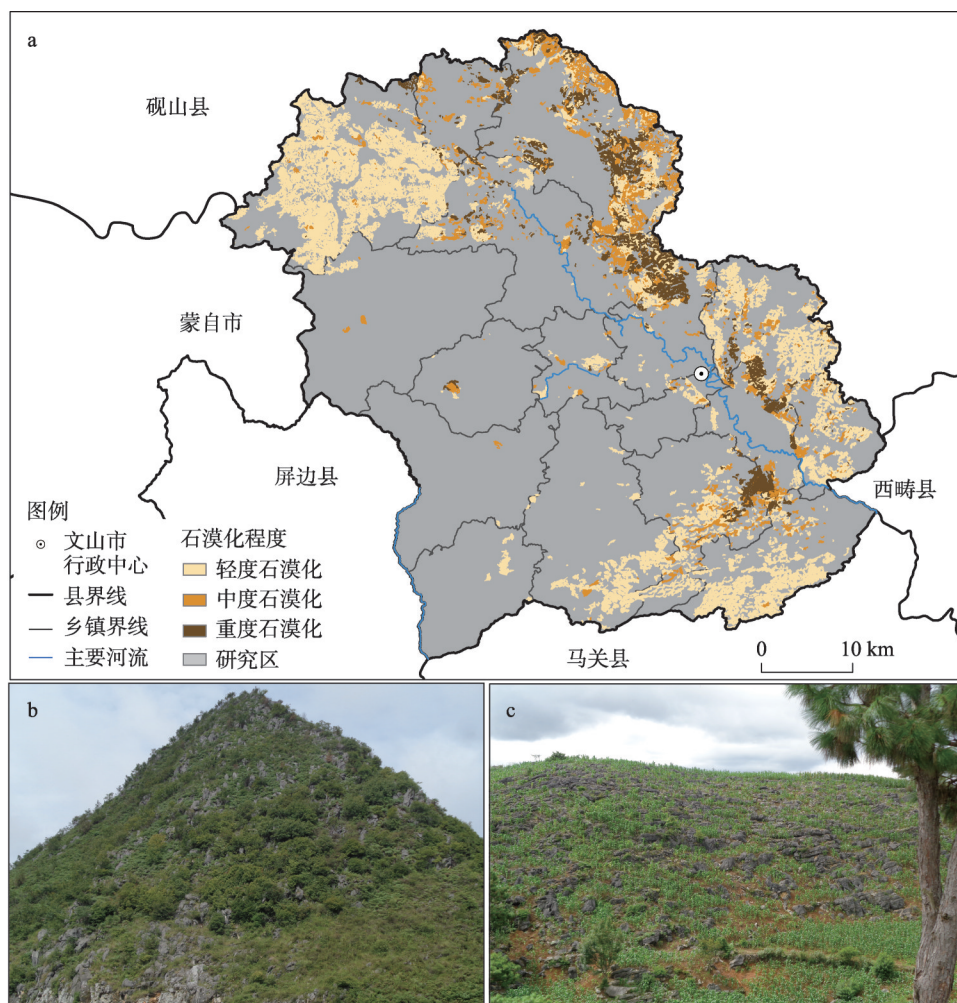 a
砚山县
蒙自市
屏边县
西畴县
马关县
图例
文山市
行政中心
县界线
乡镇界线
主要河流
石漠化程度
轻度石漠化
中度石漠化
重度石漠化
研究区
0 10 km
b
c